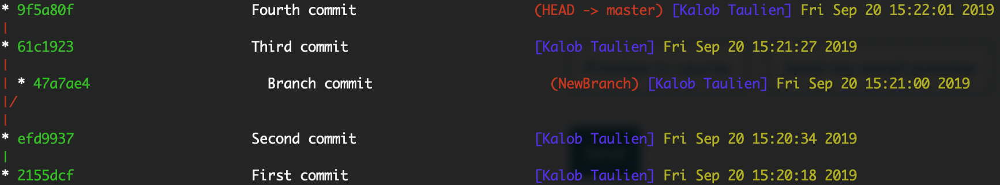 * 9f5a80f Fourth commit (HEAD -> master) [Kalob Taulien] Fri Sep 20 15:22:01 2019
|
* 61c1923 Third commit [Kalob Taulien] Fri Sep 20 15:21:27 2019
|
| * 47a7ae4 Branch commit (NewBranch) [Kalob Taulien] Fri Sep 20 15:21:00 2019
|/
|
* efd9937 Second commit [Kalob Taulien] Fri Sep 20 15:20:34 2019
|
* 2155dcf First commit [Kalob Taulien] Fri Sep 20 15:20:18 2019